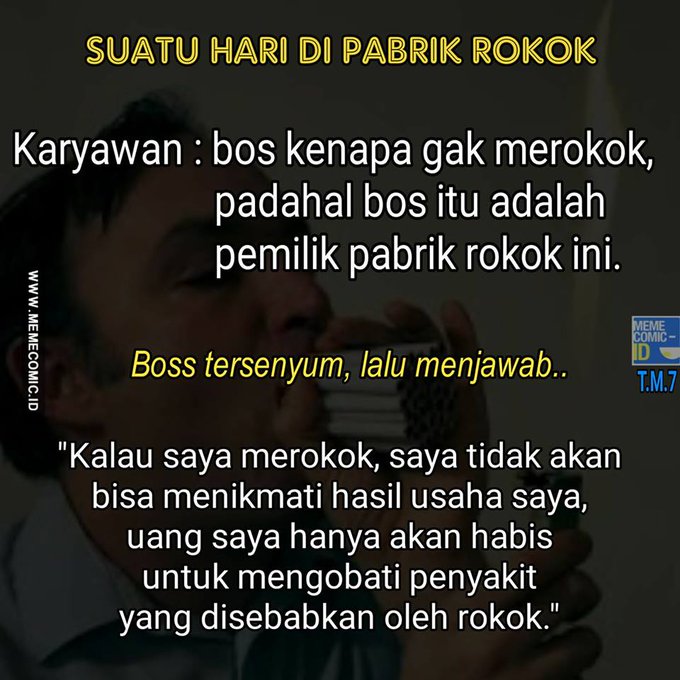 SUATU HARI DI PABRIK ROKOK
Karyawan : bos kenapa gak merokok,
padahal bos itu adalah
pemilik pabrik rokok ini.
WWW.MEMECOMIC.ID
MEME
COMIC-
ID
T.M.7
Boss tersenyum, lalu menjawab..
"Kalau saya merokok, saya tidak akan
bisa menikmati hasil usaha saya,
uang saya hanya akan habis
untuk mengobati penyakit
yang disebabkan oleh rokok."